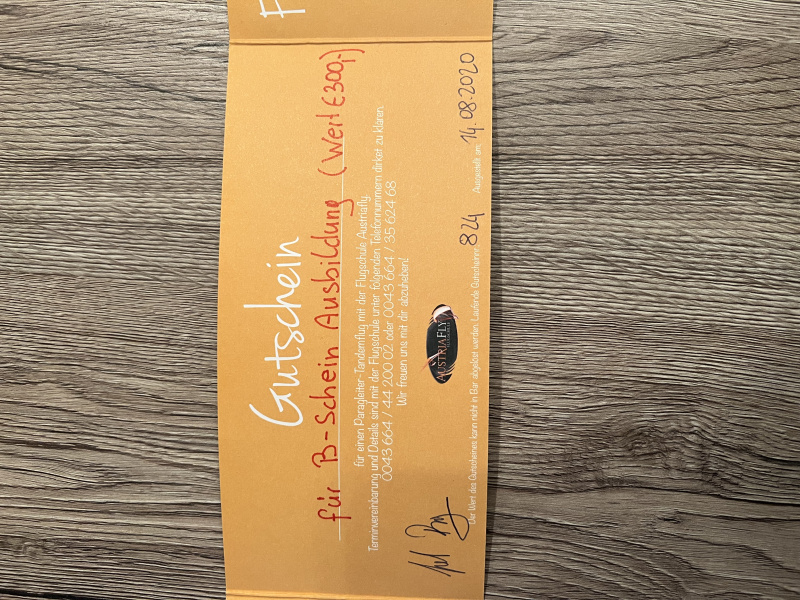 F
Gutschein
für B-Schein Ausbildung (Wert € 300,-)
für einen Paragleiter-Tandemflug mit der Flugschule Austriafly.
Terminvereinbarung und Details sind mit der Flugschule unter folgenden Telefonnummern dirket zu klären.
0043 664 / 44 200 02 oder 0043 664 / 35 624 68
Wir freuen uns mit dir abzuheben!
AUSTRIAFLY
Der Wert des Gutscheines kann nicht in Bar abgelöst werden. Laufende Gutscheinnr. 824 Ausgestellt am: 14.08.2020